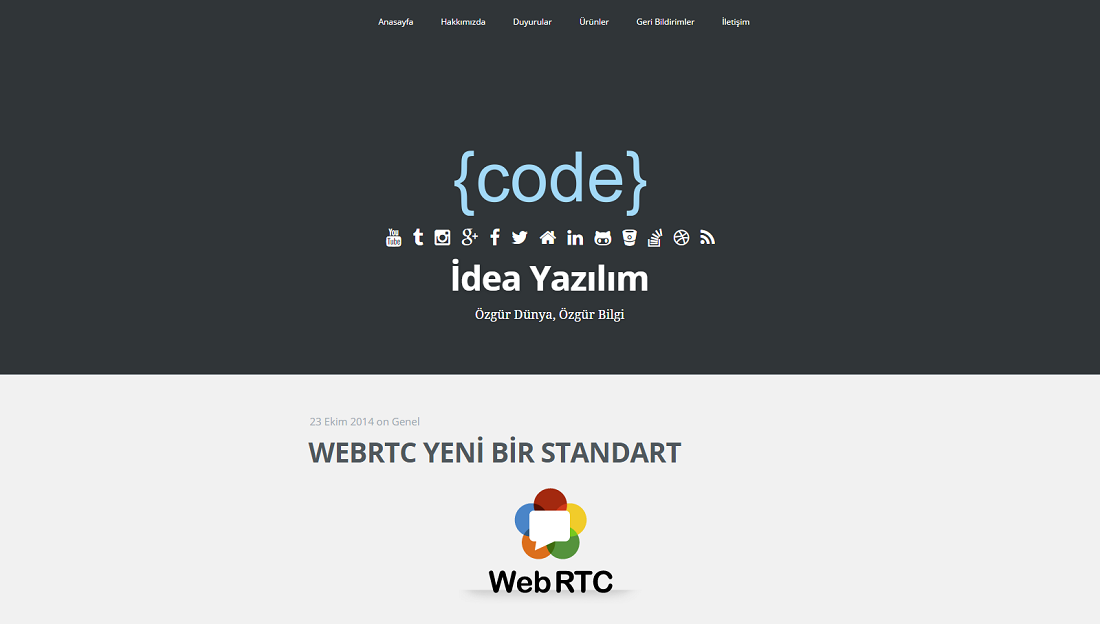 Anasayfa Hakkımızda Duyurular Ürünler Geri Bildirimler İletişim
{code}
You Tube
İdea Yazılım
Özgür Dünya, Özgür Bilgi
23 Ekim 2014 on Genel
WEBRTC YENİ BİR STANDART
WebRTC